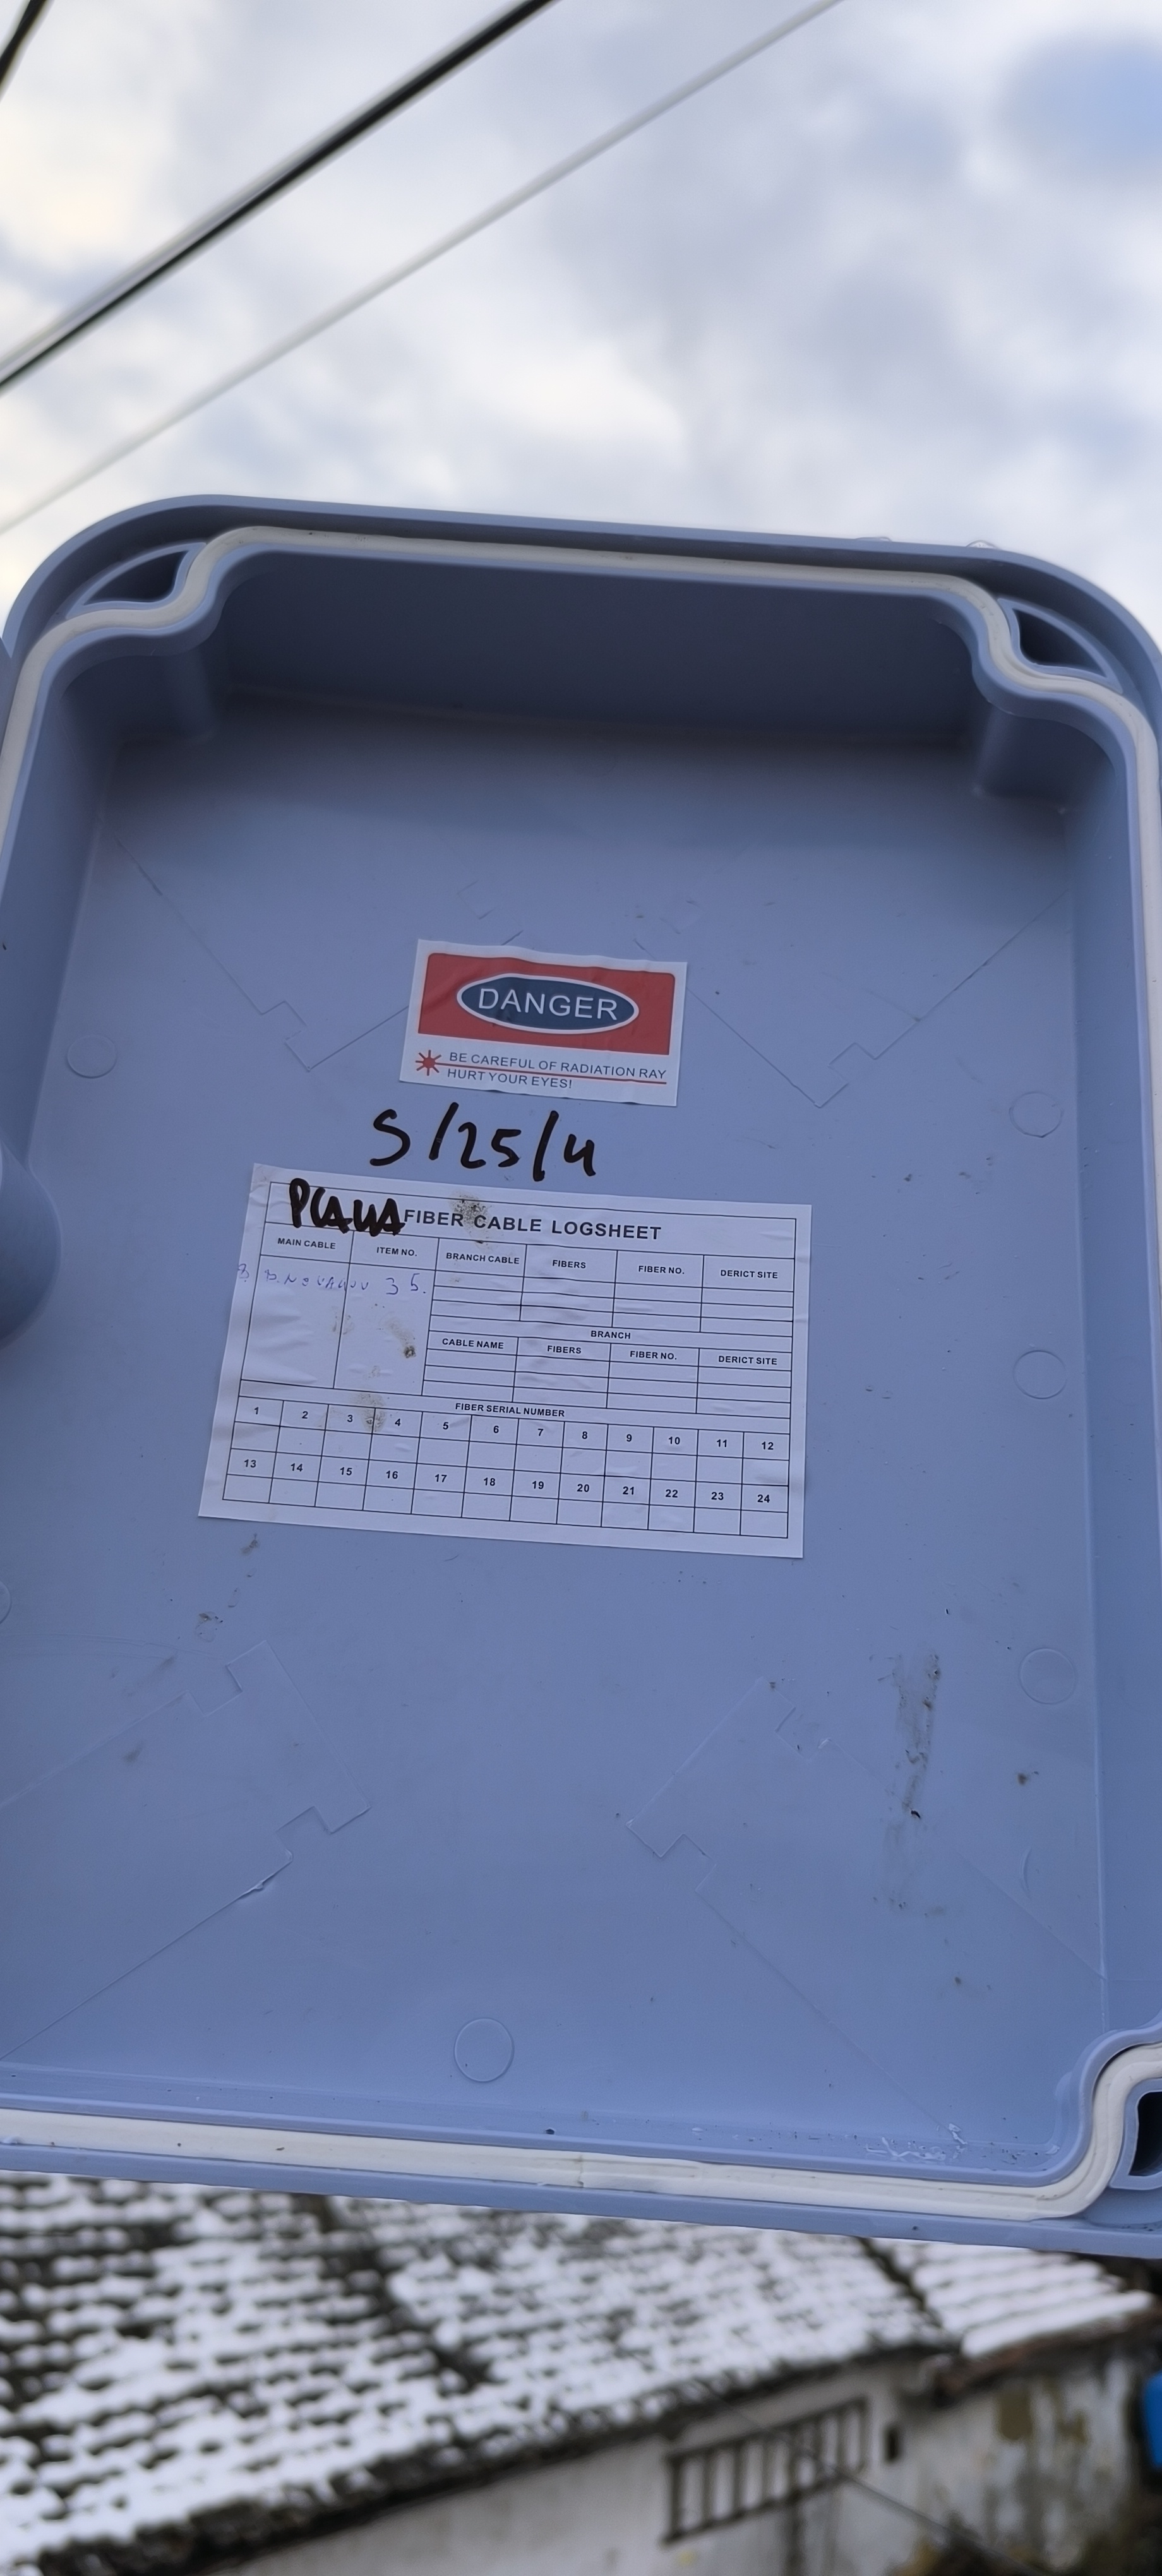 DANGER
BE CAREFUL OF RADIATION RAY
HURT YOUR EYES!
S/25/4
FIBER CABLE LOGSHEET
MAIN CABLE ITEM NO. BRANCH CABLE FIBERS FIBER NO. DERICT SITE
35.
BRANCH
CABLE NAME FIBERS FIBER NO. DERICT SITE
FIBER SERIAL NUMBER
1 2 3 4 5 6 7 8 9 10 11 12
13 14 15 16 17 18 19 20 21 22 23 24